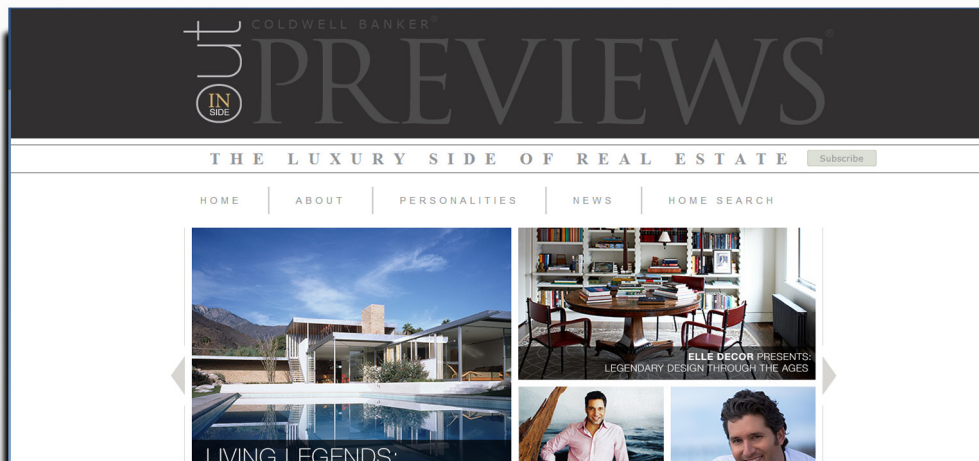 COLDWELL BANKER®
out
IN
SIDE
PREVIEWS®
THE LUXURY SIDE OF REAL ESTATE
Subscribe
HOME
ABOUT
PERSONALITIES
NEWS
HOME SEARCH
ELLE DECOR PRESENTS:
LEGENDARY DESIGN THROUGH THE AGES
LIVING LEGENDS: